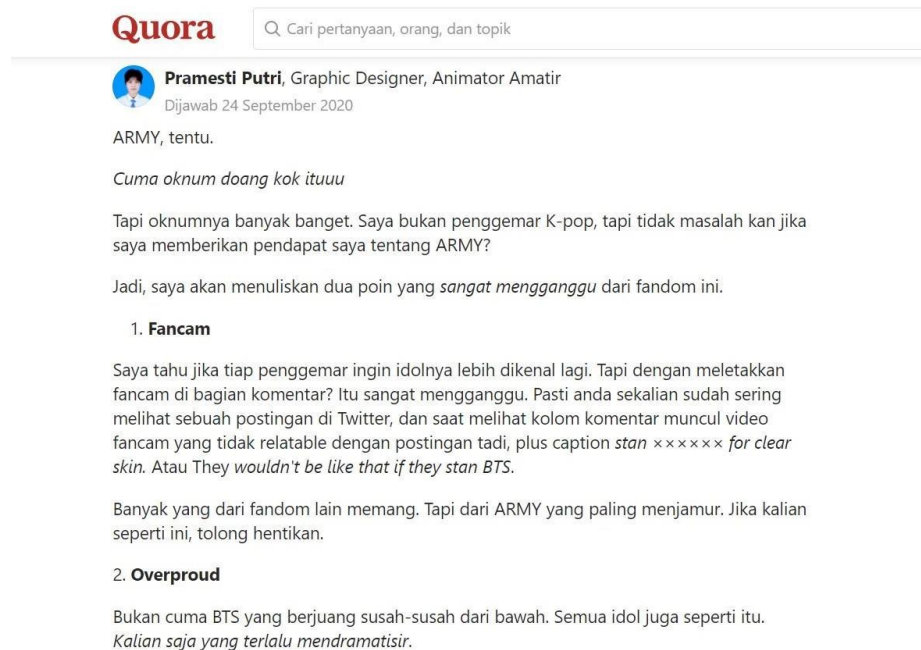 Quora
Cari pertanyaan, orang, dan topik
Pramesti Putri, Graphic Designer, Animator Amatir
Dijawab 24 September 2020
ARMY, tentu.
Cuma oknum doang kok ituuu
Tapi oknumnya banyak banget. Saya bukan penggemar K-pop, tapi tidak masalah kan jika
saya memberikan pendapat saya tentang ARMY?
Jadi, saya akan menuliskan dua poin yang sangat mengganggu dari fandom ini.
1. Fancam
Saya tahu jika tiap penggemar ingin idolnya lebih dikenal lagi. Tapi dengan meletakkan
fancam di bagian komentar? Itu sangat mengganggu. Pasti anda sekalian sudah sering
melihat sebuah postingan di Twitter, dan saat melihat kolom komentar muncul video
fancam yang tidak relatable dengan postingan tadi, plus caption stan ×××××× for clear
skin. Atau They wouldn't be like that if they stan BTS.
Banyak yang dari fandom lain memang. Tapi dari ARMY yang paling menjamur. Jika kalian
seperti ini, tolong hentikan.
2. Overproud
Bukan cuma BTS yang berjuang susah-susah dari bawah. Semua idol juga seperti itu.
Kalian saja yang terlalu mendramatisir.